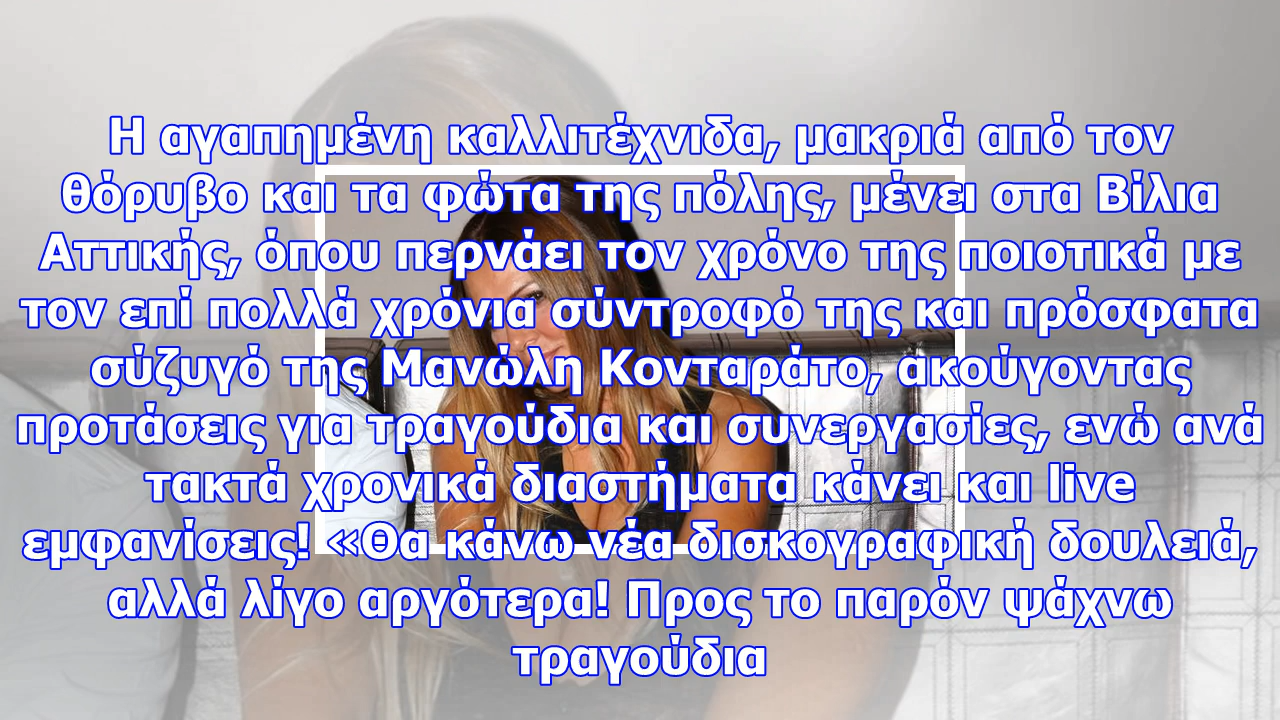 Η αγαπημένη καλλιτέχνιδα, μακριά από τον
θόρυβο και τα φώτα της πόλης, μένει στα Βίλια
Αττικής, όπου περνάει τον χρόνο της ποιοτικά με
τον επί πολλά χρόνια σύντροφό της και πρόσφατα
σύζυγό της Μανώλη Κονταράτο, ακούγοντας
προτάσεις για τραγούδια και συνεργασίες, ενώ ανά
τακτά χρονικά διαστήματα κάνει και live
εμφανίσεις! «Θα κάνω νέα δισκογραφική δουλειά,
αλλά λίγο αργότερα! Προς το παρόν ψάχνω
τραγούδια